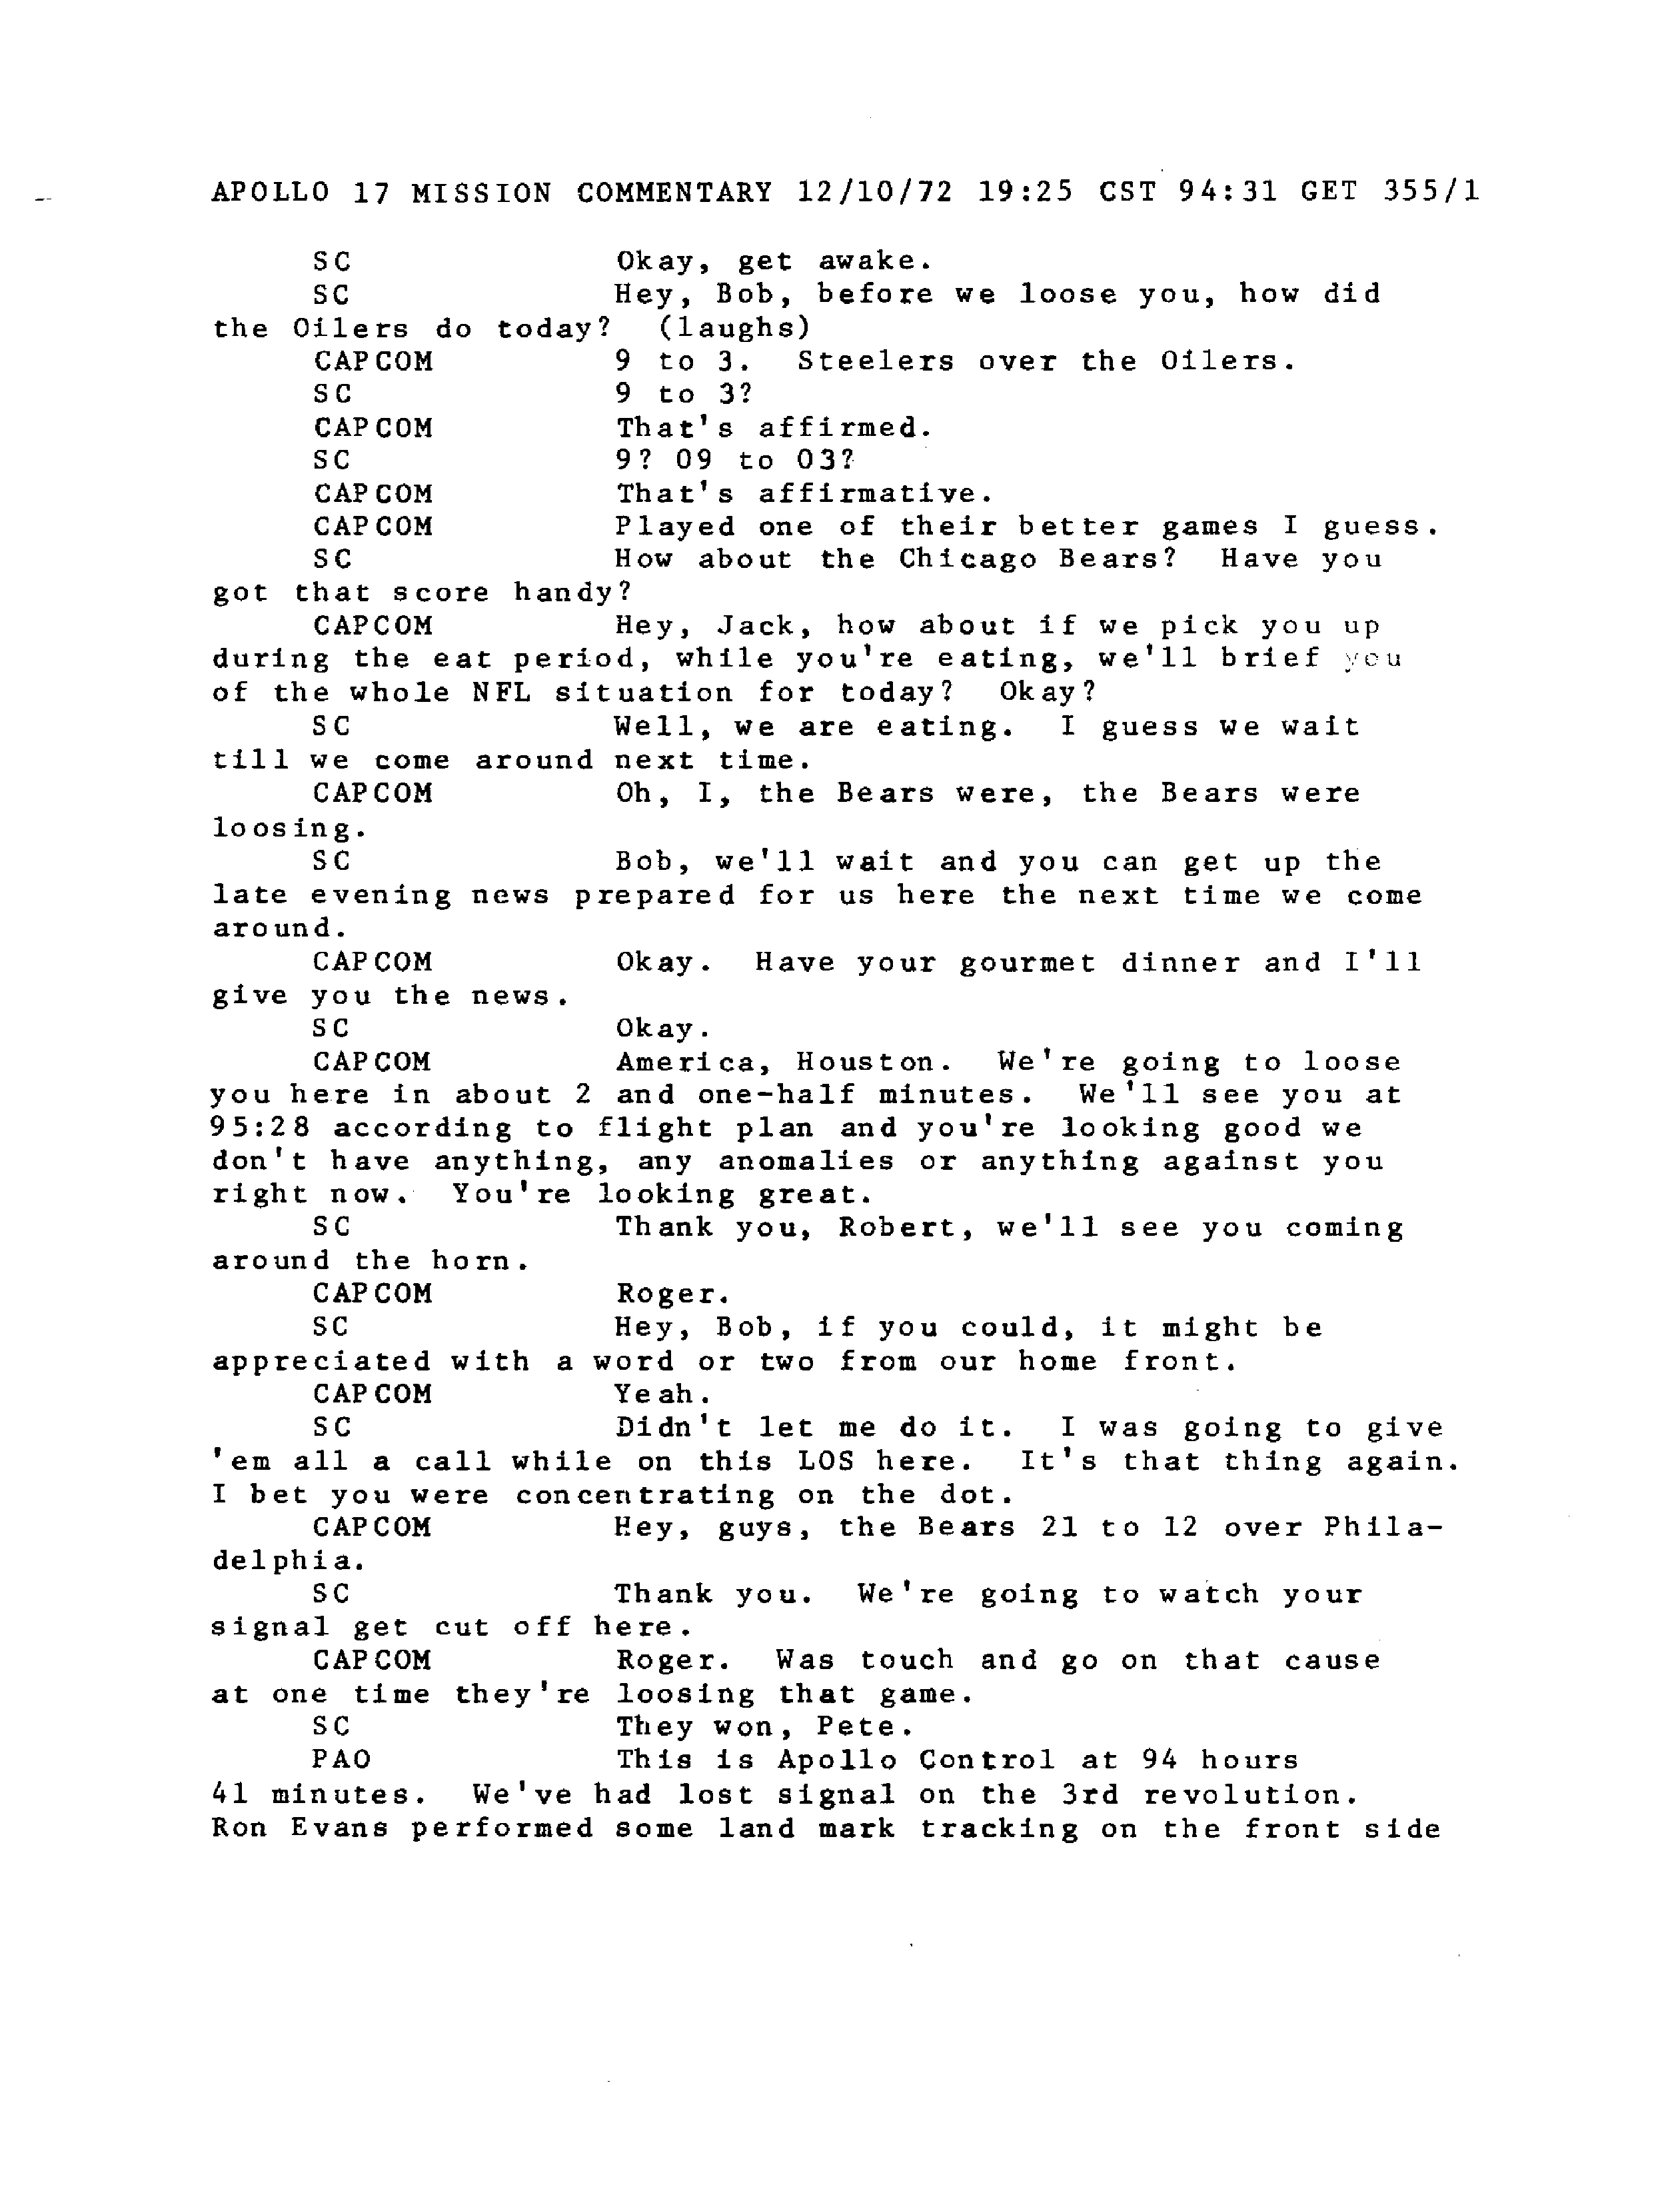 APOLLO 17 MISSION COMMENTARY 12/10/72 19:25 CST 94:31 GET 355/1
SC Okay, get awake.
SC Hey, Bob, before we loose you, how did
the Oilers do today? (laughs)
CAPCOM 9 to 3. Steelers over the Oilers.
SC 9 to 3?
CAPCOM That's affirmed.
SC 9? 09 to 03?
CAPCOM That's affirmative.
CAPCOM Played one of their better games I guess.
SC How about the Chicago Bears? Have you
got that score handy?
CAPCOM Hey, Jack, how about if we pick you up
during the eat period, while you're eating, we'll brief you
of the whole NFL situation for today? Okay?
SC Well, we are eating. I guess we wait
till we come around next time.
CAPCOM Oh, I, the Bears were, the Bears were
loosing.
SC Bob, we'll wait and you can get up the
late evening news prepared for us here the next time we come
around.
CAPCOM Okay. Have your gourmet dinner and I'll
give you the news.
SC Okay.
CAPCOM America, Houston. We're going to loose
you here in about 2 and one-half minutes. We'll see you at
95:28 according to flight plan and you're looking good we
don't have anything, any anomalies or anything against you
right now. You're looking great.
SC Thank you, Robert, we'll see you coming
around the horn.
CAPCOM Roger.
SC Hey, Bob, if you could, it might be
appreciated with a word or two from our home front.
CAPCOM Yeah.
SC Didn't let me do it. I was going to give
'em all a call while on this LOS here. It's that thing again.
I bet you were concentrating on the dot.
CAPCOM Hey, guys, the Bears 21 to 12 over Phila-
delphia.
SC Thank you. We're going to watch your
signal get cut off here.
CAPCOM Roger. Was touch and go on that cause
at one time they're loosing that game.
SC They won, Pete.
PAO This is Apollo Control at 94 hours
41 minutes. We've had lost signal on the 3rd revolution.
Ron Evans performed some land mark tracking on the front side